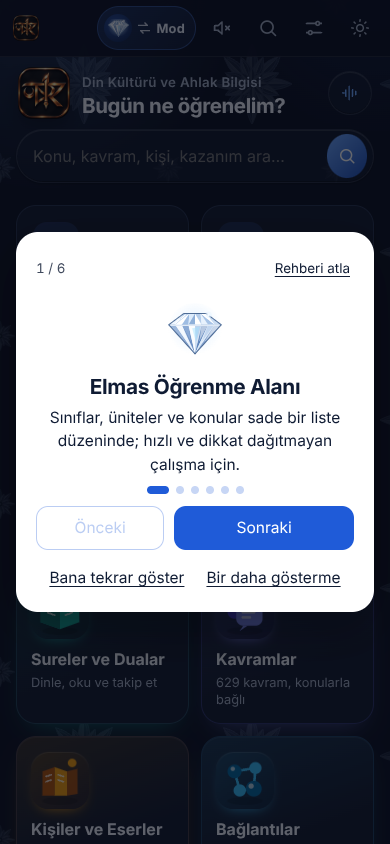 Mod
Din Kültürü ve Ahlak Bilgisi
Bugün ne öğrenelim?
Konu, kavram, kişi, kazanım ara...
1 / 6
Rehberi atla
Elmas Öğrenme Alanı
Sınıflar, üniteler ve konular sade bir liste
düzeninde; hızlı ve dikkat dağıtmayan
çalışma için.
Önceki
Sonraki
Bana tekrar göster
Bir daha gösterme
Sureler ve Dualar
Dinle, oku ve takip et
Kavramlar
629 kavram, konularla
bağlı
Kişiler ve Eserler
Bağlantılar